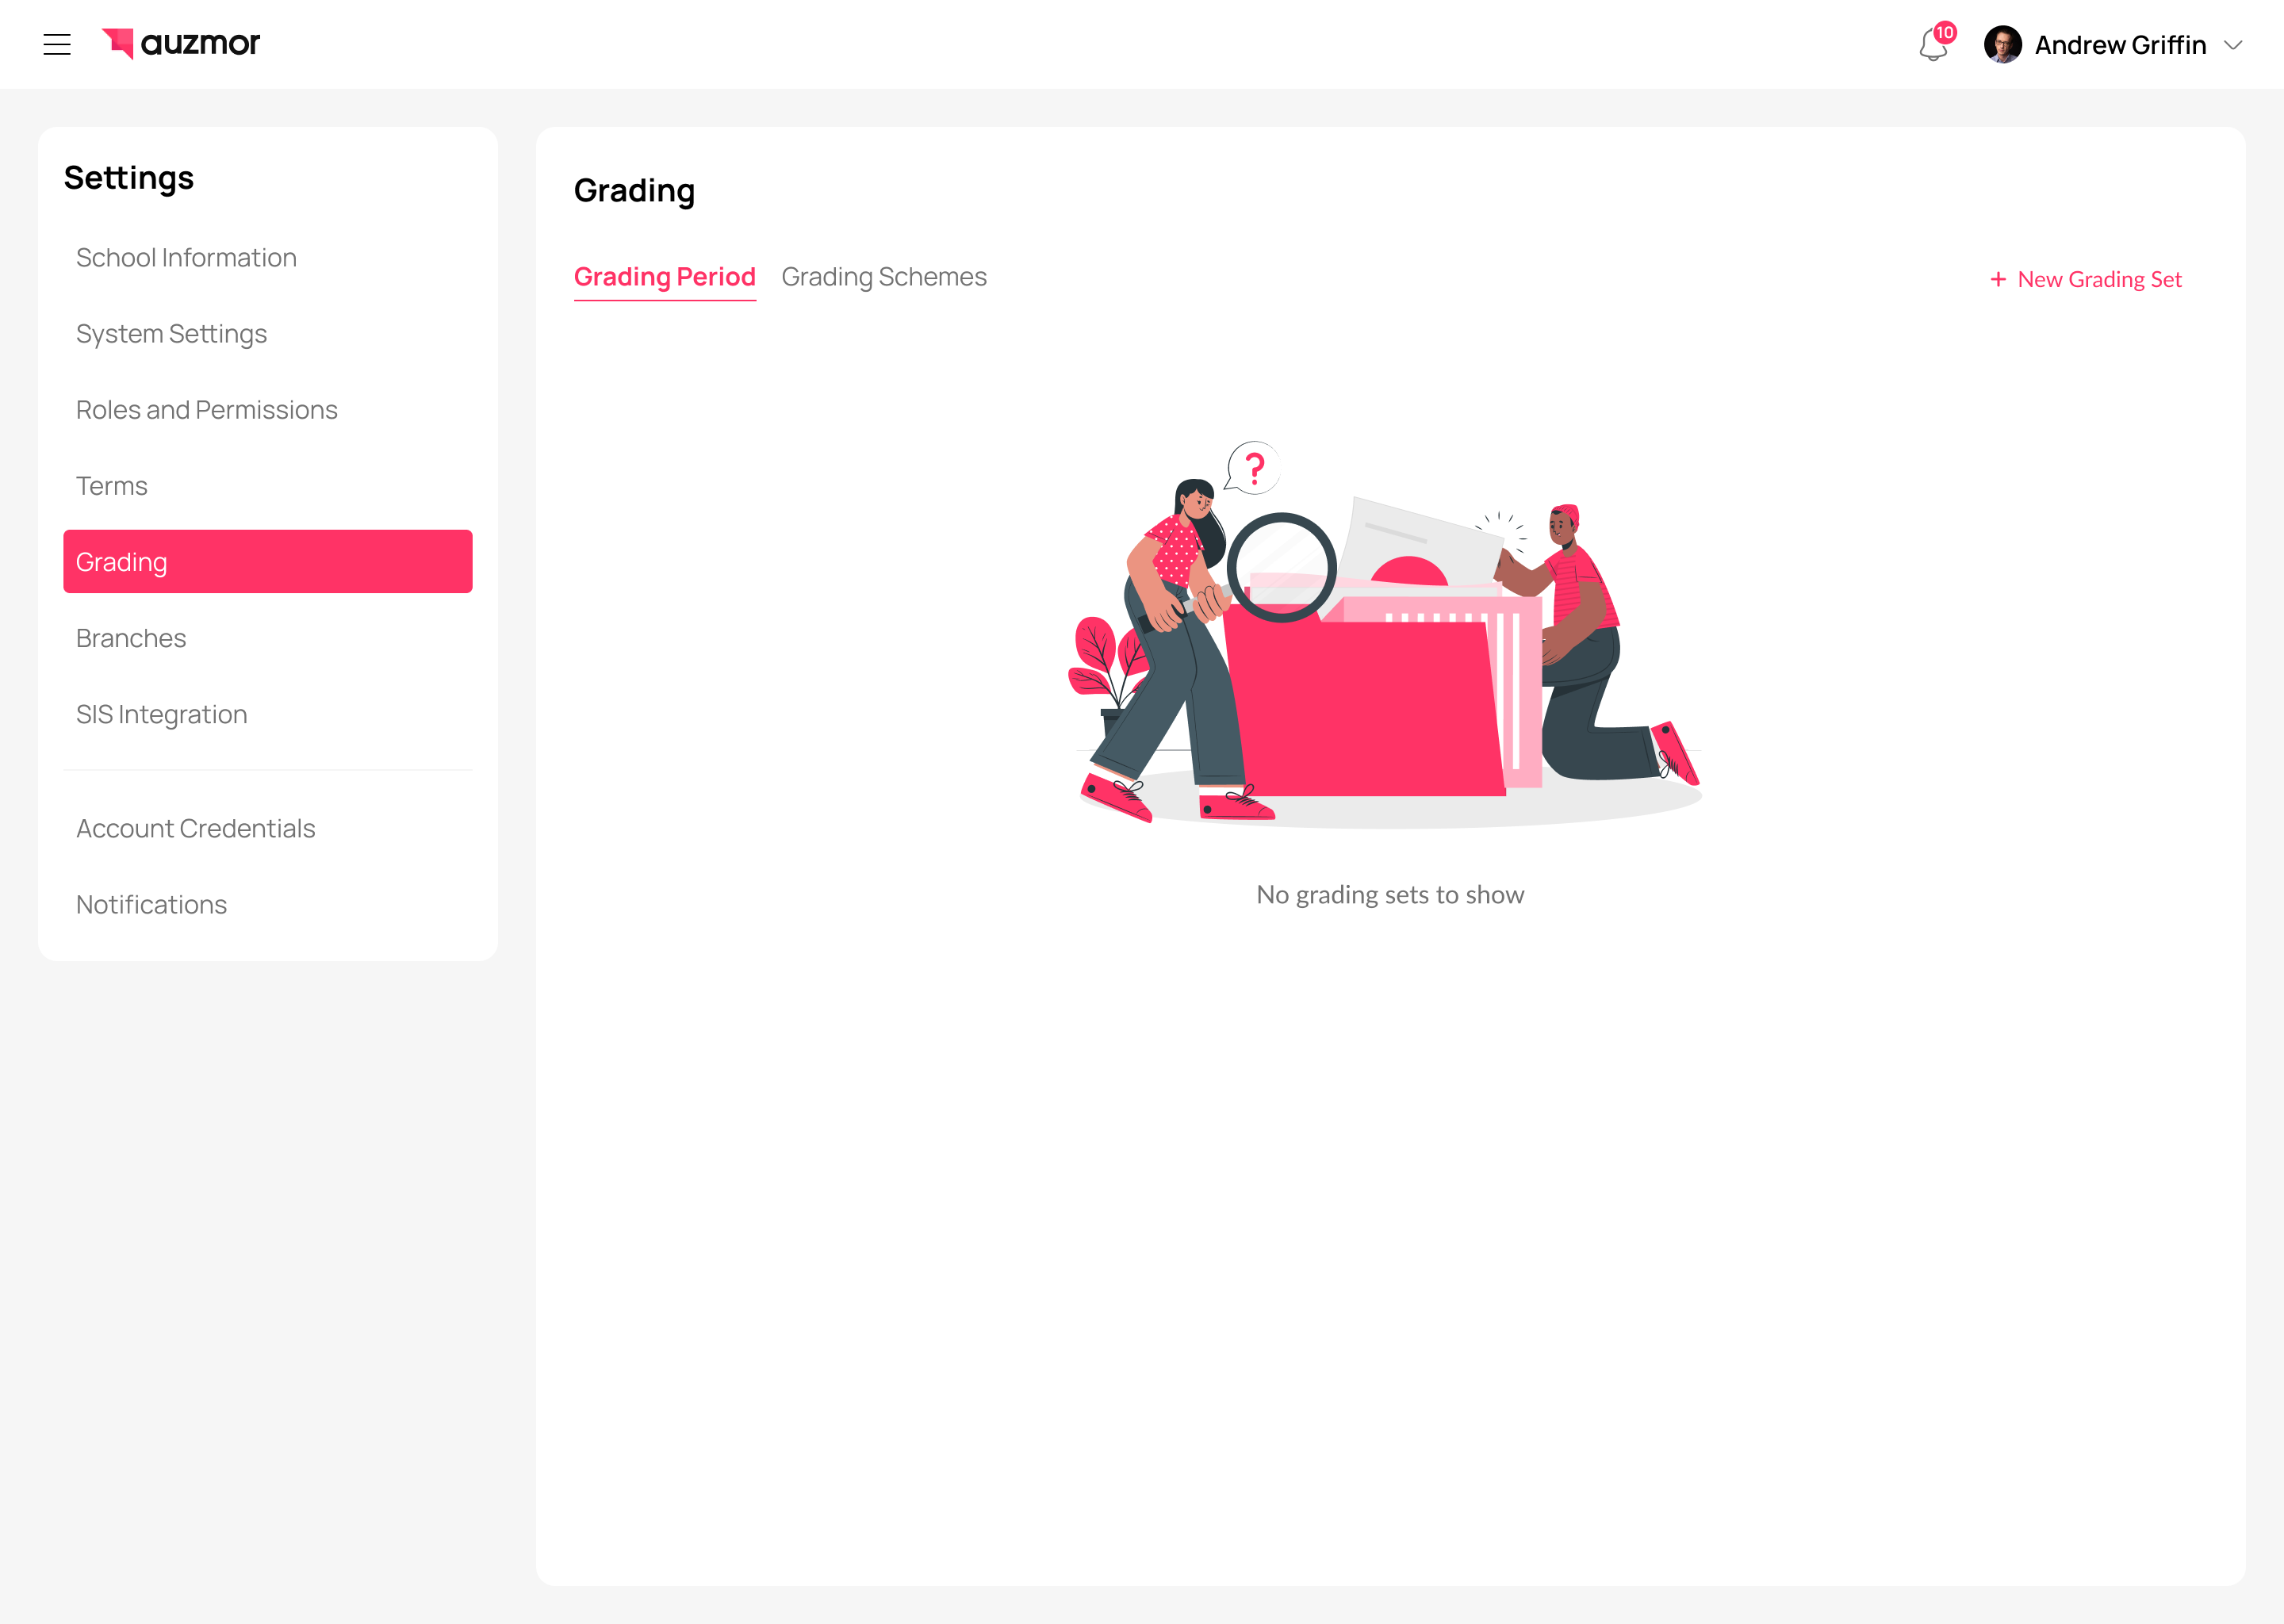 auzmor
10
Andrew Griffin
Settings
School Information
System Settings
Roles and Permissions
Terms
Grading
Branches
SIS Integration
Account Credentials
Notifications
Grading
Grading Period
Grading Schemes
+ New Grading Set
?
No grading sets to show